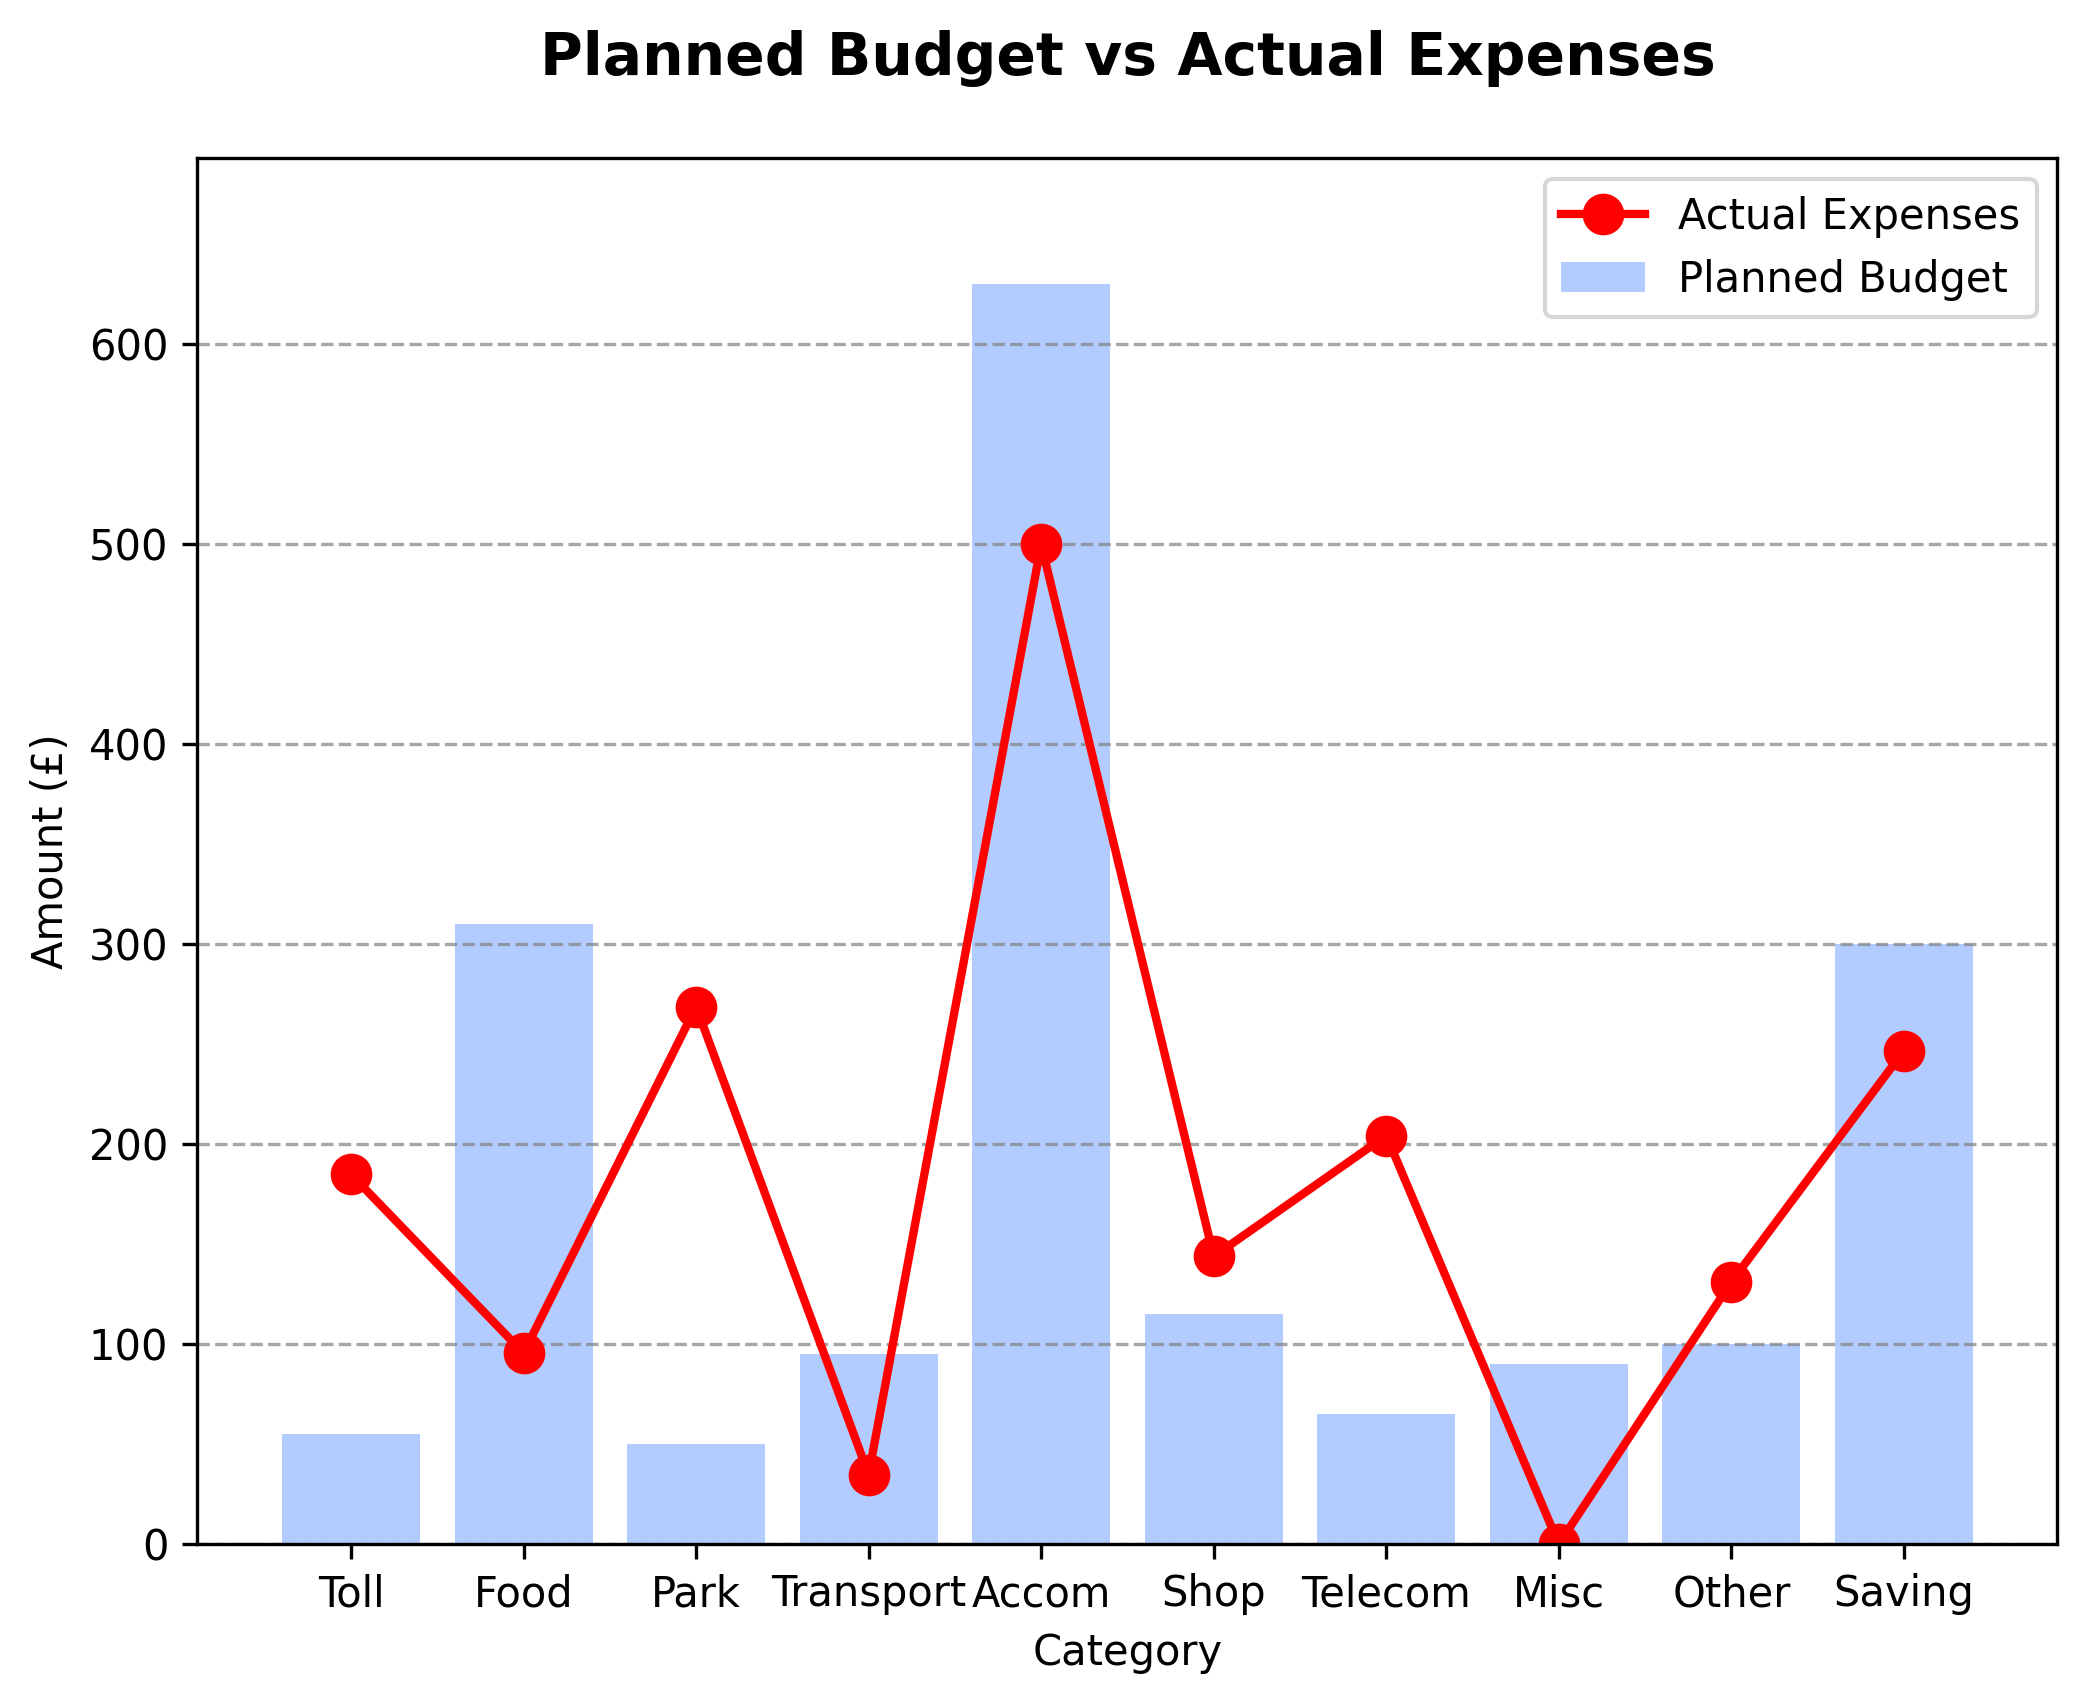 Planned Budget vs Actual Expenses
Actual Expenses
Planned Budget
600
500
400
300
200
100
0
Amount (£)
Toll Food Park Transport Accom Shop Telecom Misc Other Saving
Category